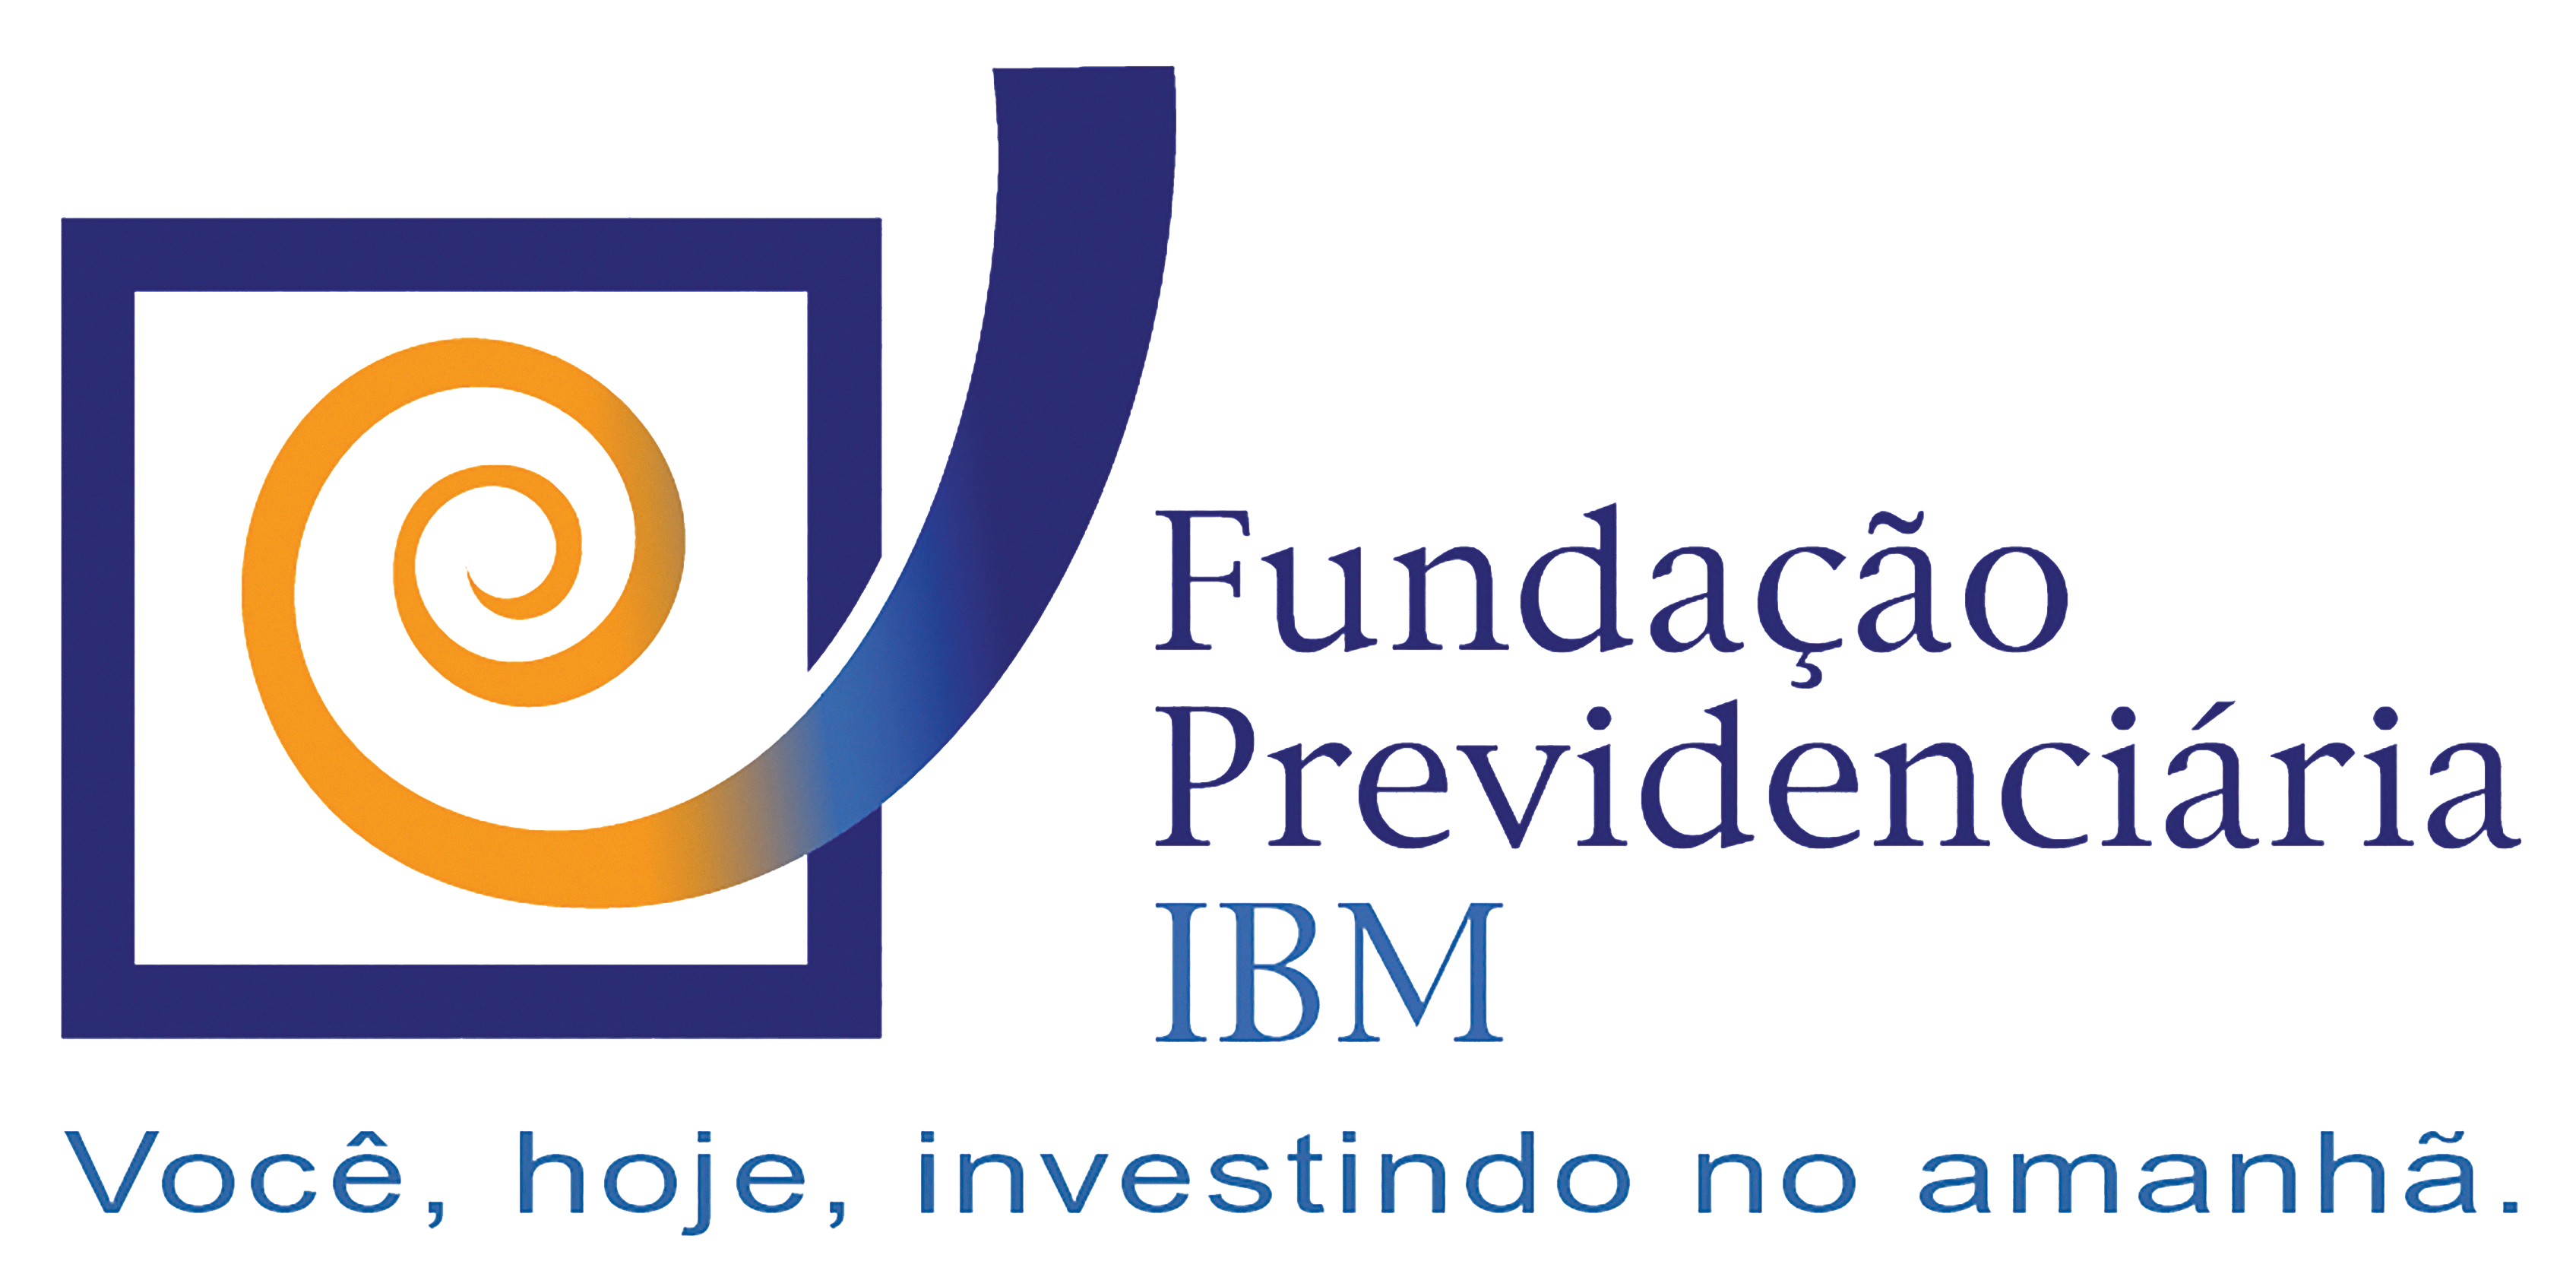 Fundação
Previdenciária
IBM
Você, hoje, investindo no amanhã.